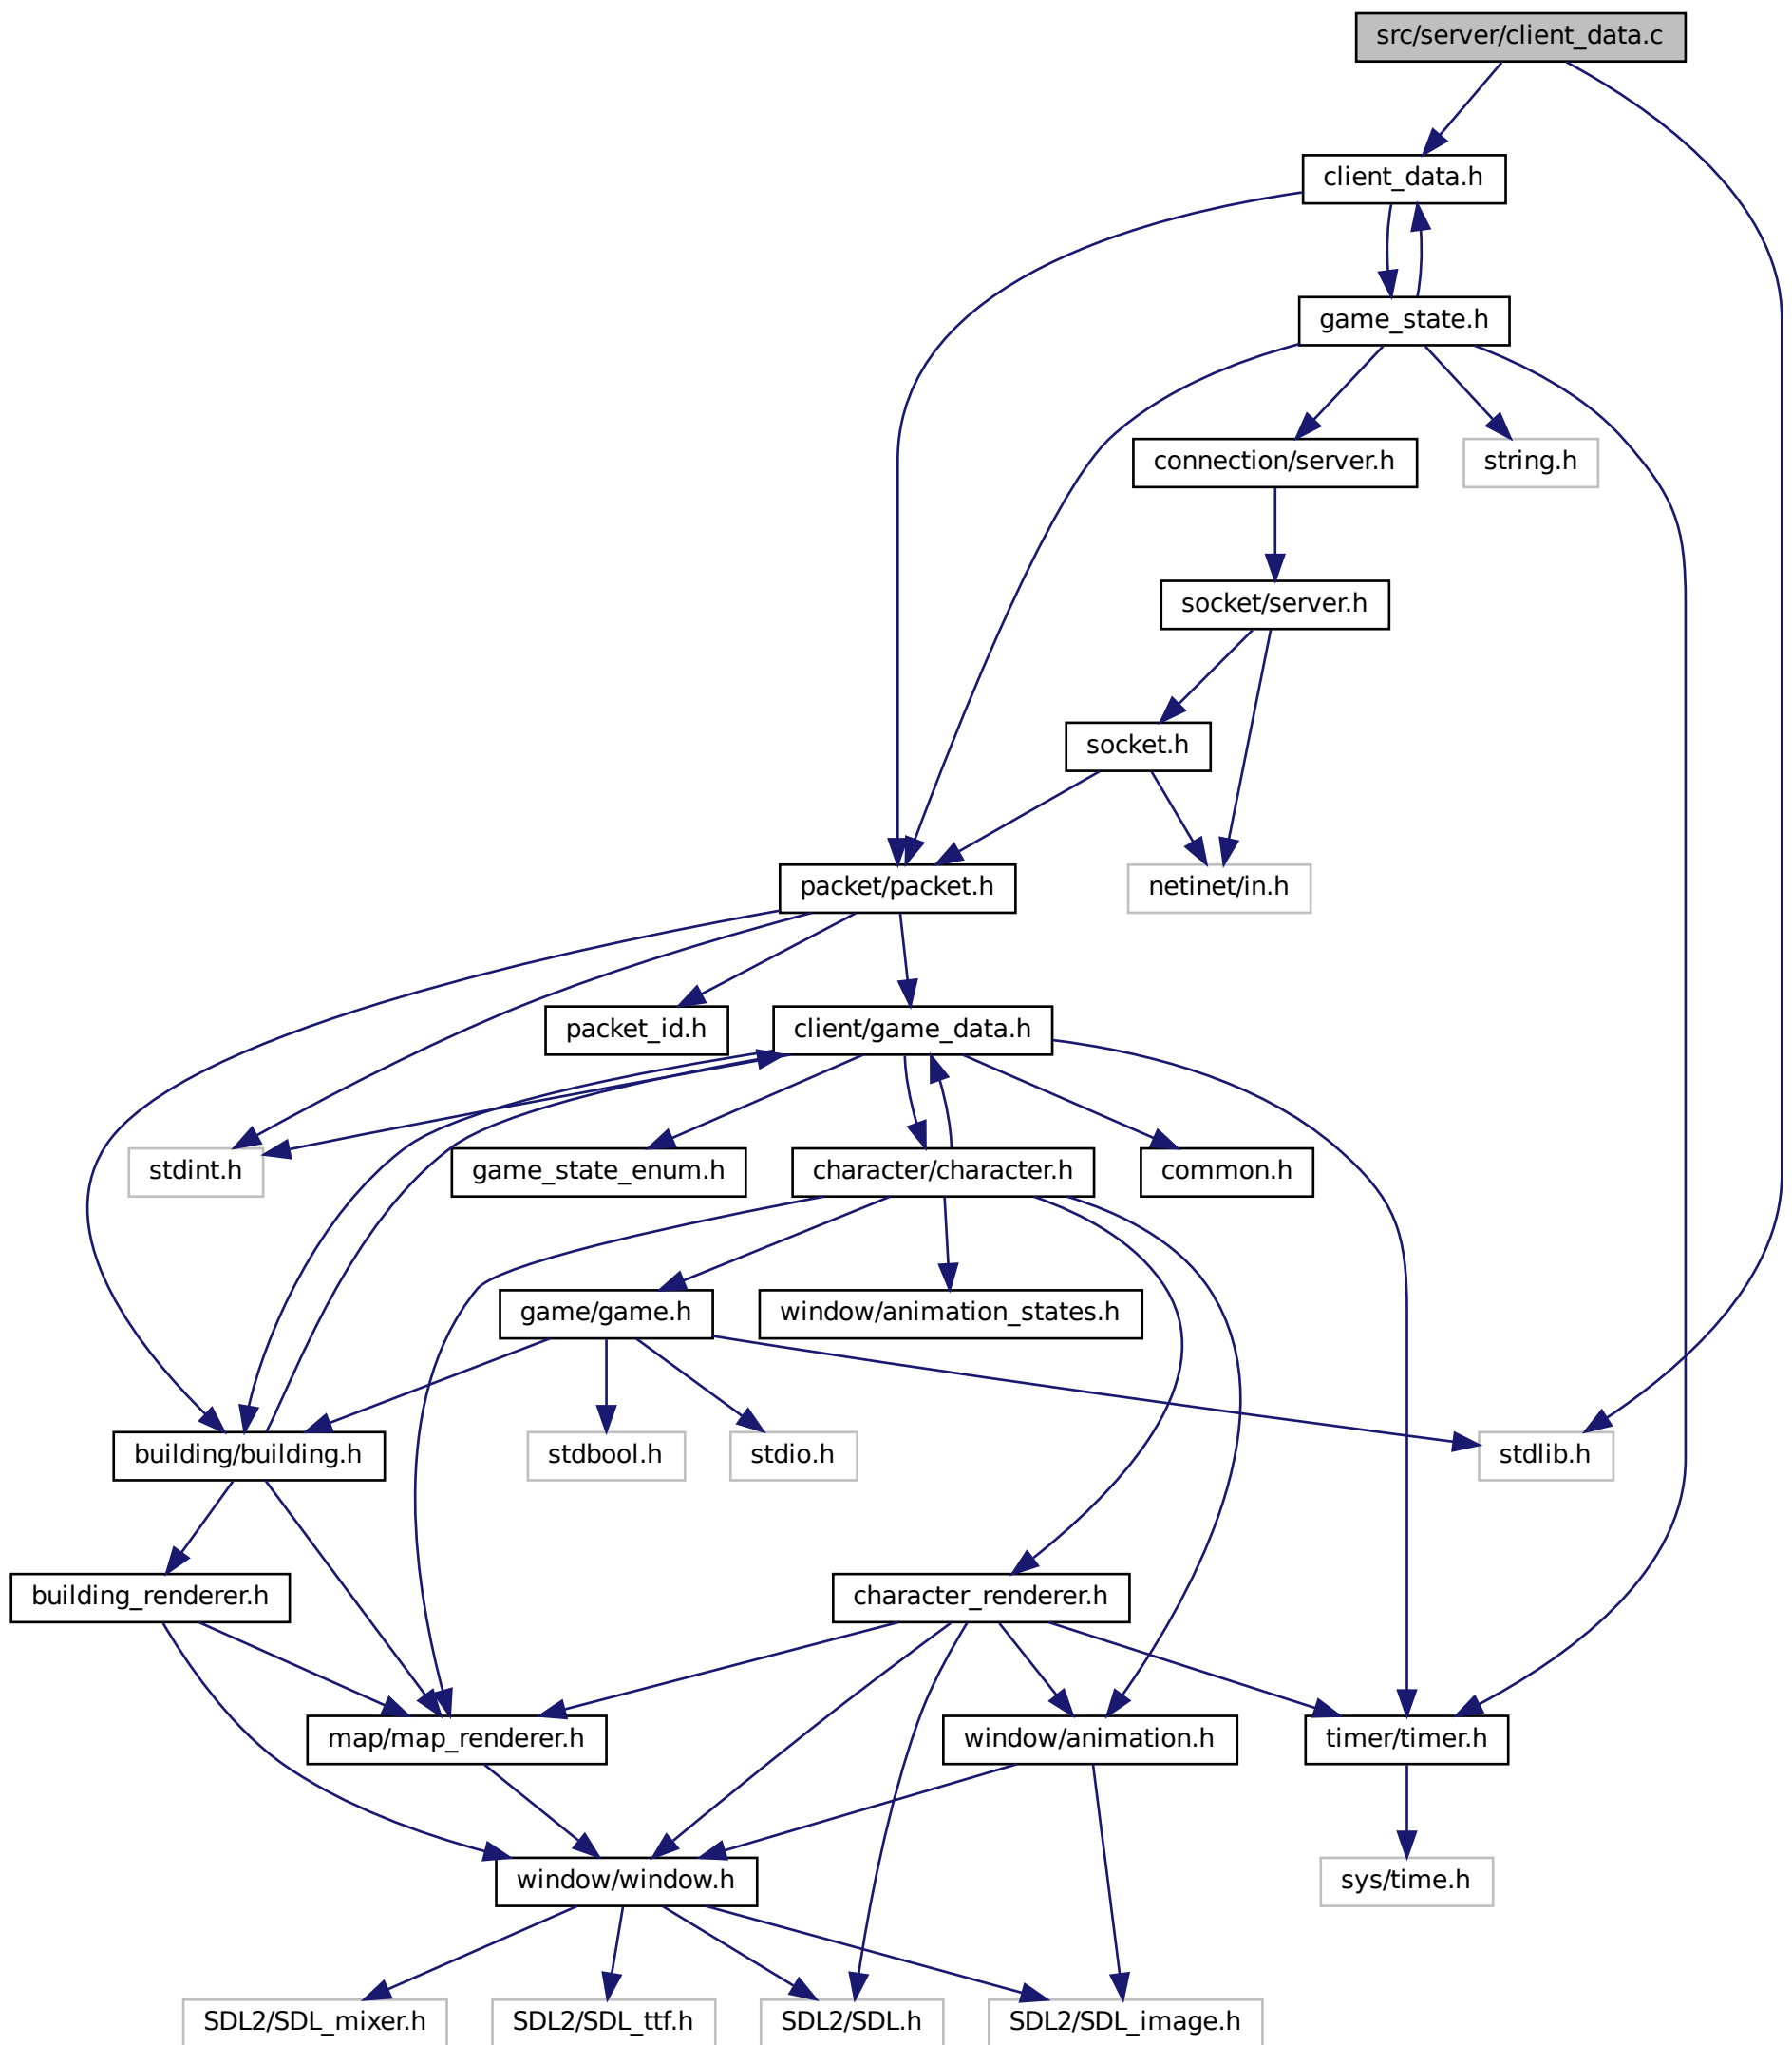 src/server/client_data.c
client_data.h
game_state.h
connection/server.h
string.h
socket/server.h
socket.h
packet/packet.h
netinet/in.h
packet_id.h
client/game_data.h
stdint.h
game_state_enum.h
character/character.h
common.h
game/game.h
window/animation_states.h
building/building.h
stdbool.h
stdio.h
stdlib.h
building_renderer.h
character_renderer.h
map/map_renderer.h
window/animation.h
timer/timer.h
window/window.h
sys/time.h
SDL2/SDL_mixer.h
SDL2/SDL_ttf.h
SDL2/SDL.h
SDL2/SDL_image.h